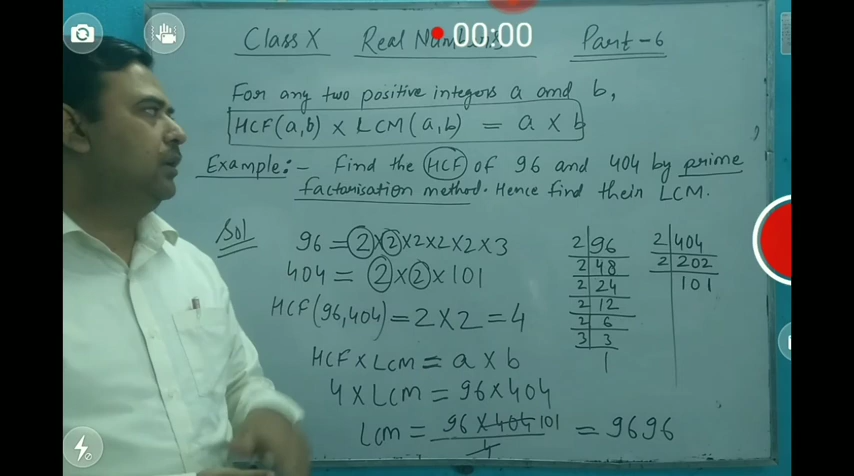 00:00
Class X Real Numbers Part-6
For any two positive integers a and b,
HCF(a,b) × LCM(a,b) = a × b
Example:- Find the HCF of 96 and 404 by prime
factorisation method. Hence find their LCM.
Sol
96 = 2×2×2×2×2×3
404 = 2×2×101
HCF(96,404) = 2×2 = 4
HCF×LCM = a×b
4×LCM = 96×404
LCM = 96×404 101 = 9696
4
2 96
2 48
2 24
2 12
2 6
3 3
1
2 404
2 202
101